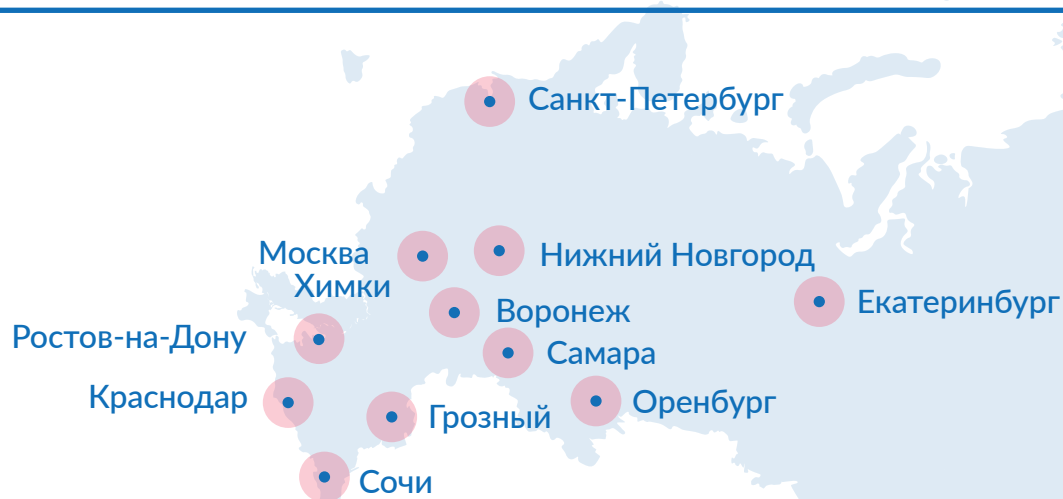 Санкт-Петербург
Москва
Нижний Новгород
Химки
Екатеринбург
Воронеж
Ростов-на-Дону
Самара
Краснодар
Оренбург
Грозный
Сочи